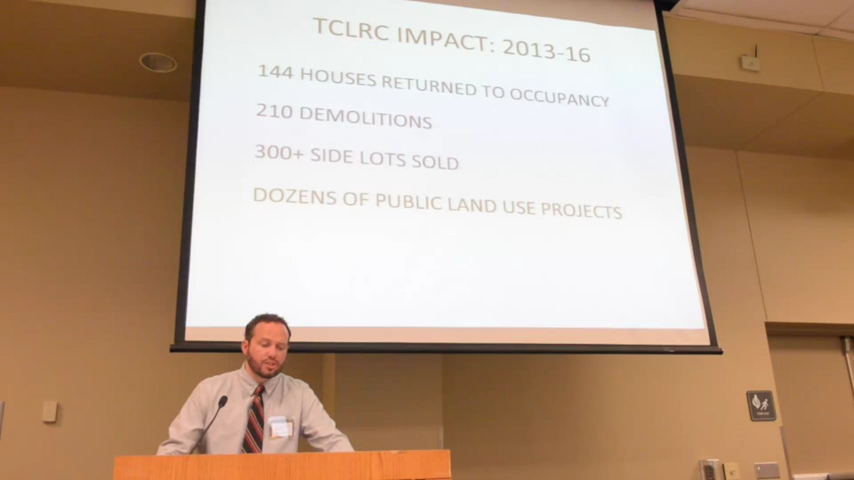 TCLRC IMPACT: 2013-16
144 HOUSES RETURNED TO OCCUPANCY
210 DEMOLITIONS
300+ SIDE LOTS SOLD
DOZENS OF PUBLIC LAND USE PROJECTS